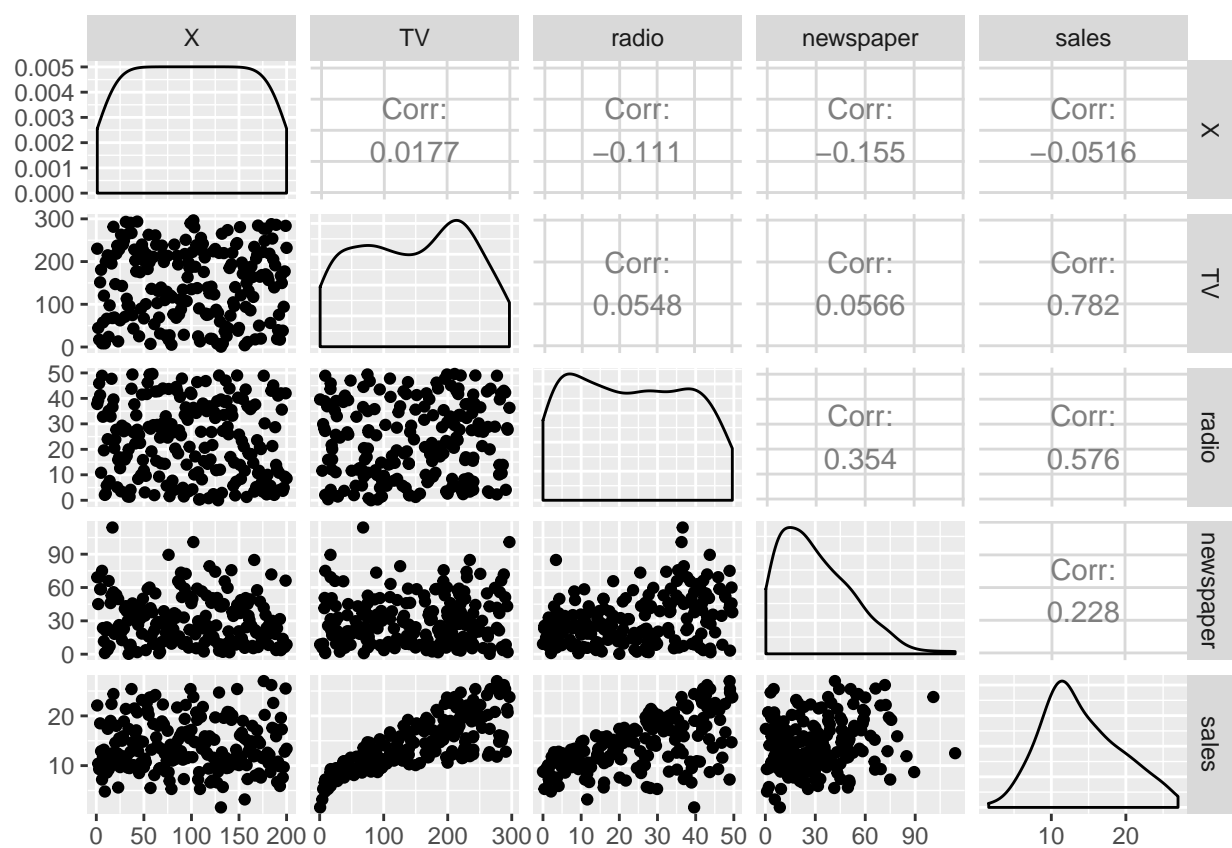 X TV radio newspaper sales
0.005
0.004
0.003
0.002
0.001
0.000
Corr: Corr: Corr: Corr:
0.0177 −0.111 −0.155 −0.0516
X
300
200
100
0
Corr: Corr: Corr:
0.0548 0.0566 0.782
TV
50
40
30
20
10
0
Corr: Corr:
0.354 0.576
radio
90
60
30
0
Corr:
0.228
newspaper
20
10
sales
0 50 100 150 200 0 100 200 300 0 10 20 30 40 50 0 30 60 90 10 20